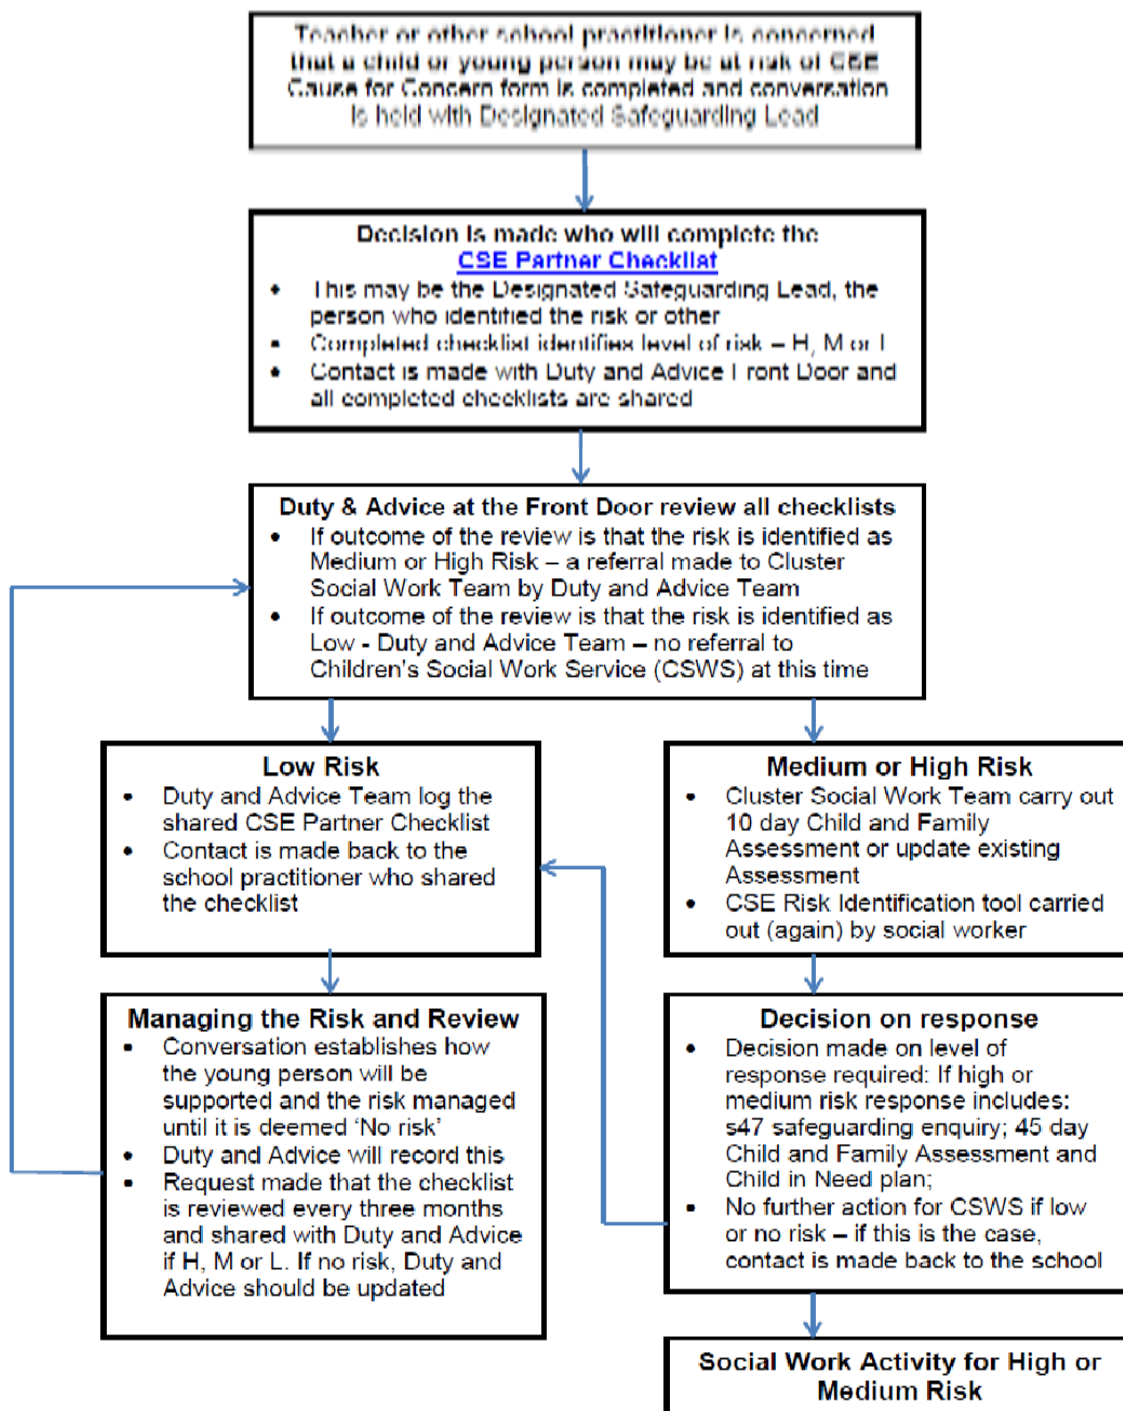 Teacher or other school practitioner is concerned
that a child or young person may be at risk of CSE
Cause for Concern form is completed and conversation
is held with Designated Safeguarding Lead
Decision is made who will complete the
CSE Partner Checklist
• This may be the Designated Safeguarding Lead, the
person who identified the risk or other
• Completed checklist identifies level of risk – H, M or L
• Contact is made with Duty and Advice Front Door and
all completed checklists are shared
Duty & Advice at the Front Door review all checklists
• If outcome of the review is that the risk is identified as
Medium or High Risk – a referral made to Cluster
Social Work Team by Duty and Advice Team
• If outcome of the review is that the risk is identified as
Low - Duty and Advice Team – no referral to
Children's Social Work Service (CSWS) at this time
Low Risk
• Duty and Advice Team log the
shared CSE Partner Checklist
• Contact is made back to the
school practitioner who shared
the checklist
Managing the Risk and Review
• Conversation establishes how
the young person will be
supported and the risk managed
until it is deemed 'No risk'
• Duty and Advice will record this
• Request made that the checklist
is reviewed every three months
and shared with Duty and Advice
if H, M or L. If no risk, Duty and
Advice should be updated
Medium or High Risk
• Cluster Social Work Team carry out
10 day Child and Family
Assessment or update existing
Assessment
• CSE Risk Identification tool carried
out (again) by social worker
Decision on response
• Decision made on level of
response required: If high or
medium risk response includes:
s47 safeguarding enquiry; 45 day
Child and Family Assessment and
Child in Need plan;
• No further action for CSWS if low
or no risk – if this is the case,
contact is made back to the school
Social Work Activity for High or
Medium Risk